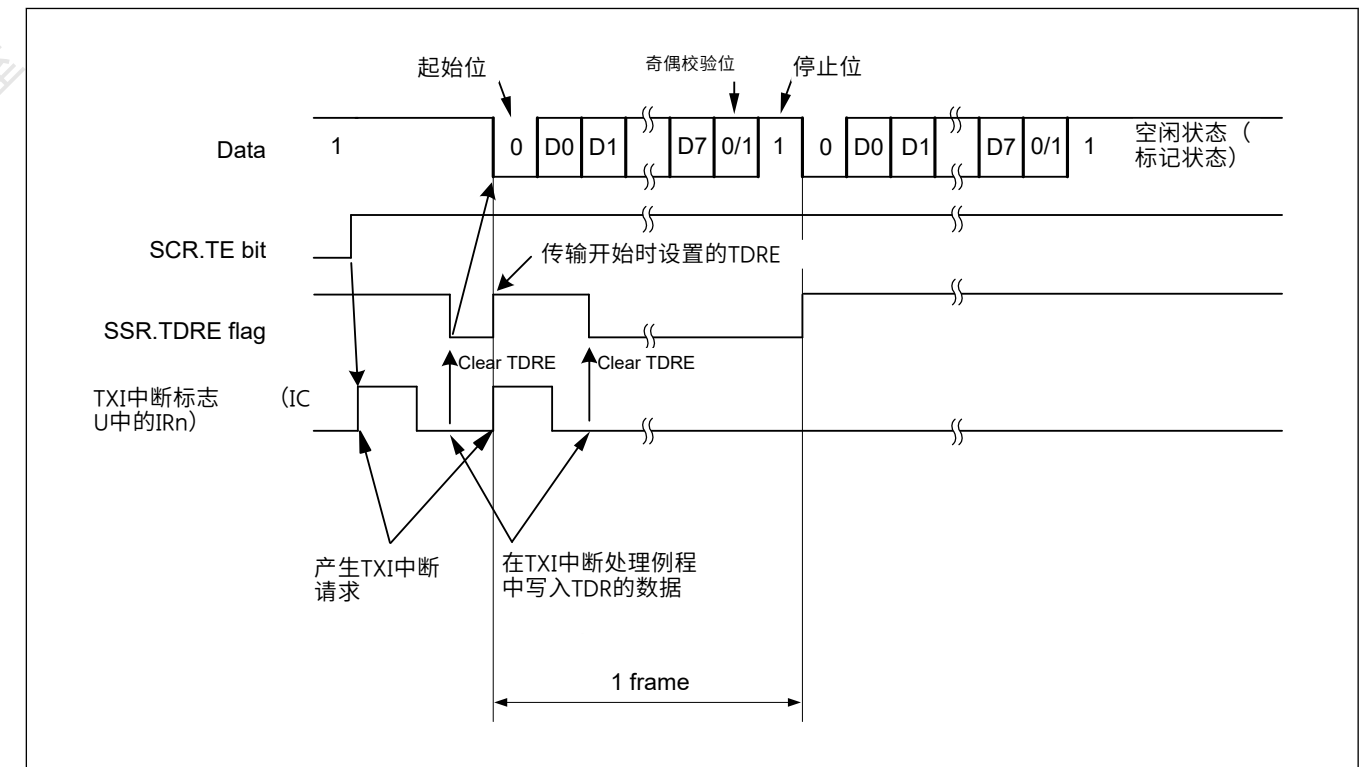 起始位
奇偶校验位
停止位
Data
1
0 D0 D1 D7 0/1 1 0 D0 D1 D7 0/1 1
空闲状态（
标记状态）
SCR.TE bit
传输开始时设置的TDRE
SSR.TDRE flag
Clear TDRE
Clear TDRE
TXI中断标志 （IC
U中的IRn）
产生TXI中断
请求
在TXI中断处理例程
中写入TDR的数据
1 frame